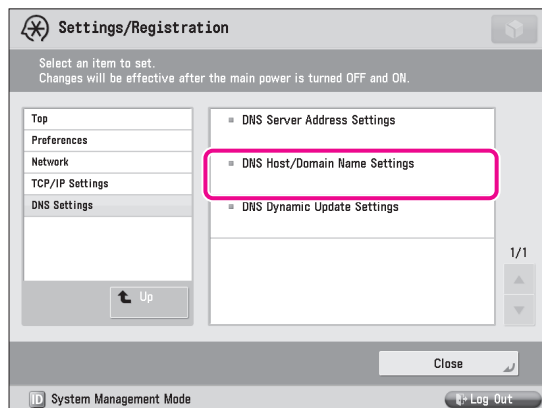 Settings/Registration
Select an item to set.
Changes will be effective after the main power is turned OFF and ON.
Top
Preferences
Network
TCP/IP Settings
DNS Settings
Up
DNS Server Address Settings
DNS Host/Domain Name Settings
DNS Dynamic Update Settings
1/1
Close
ID System Management Mode
Log Out